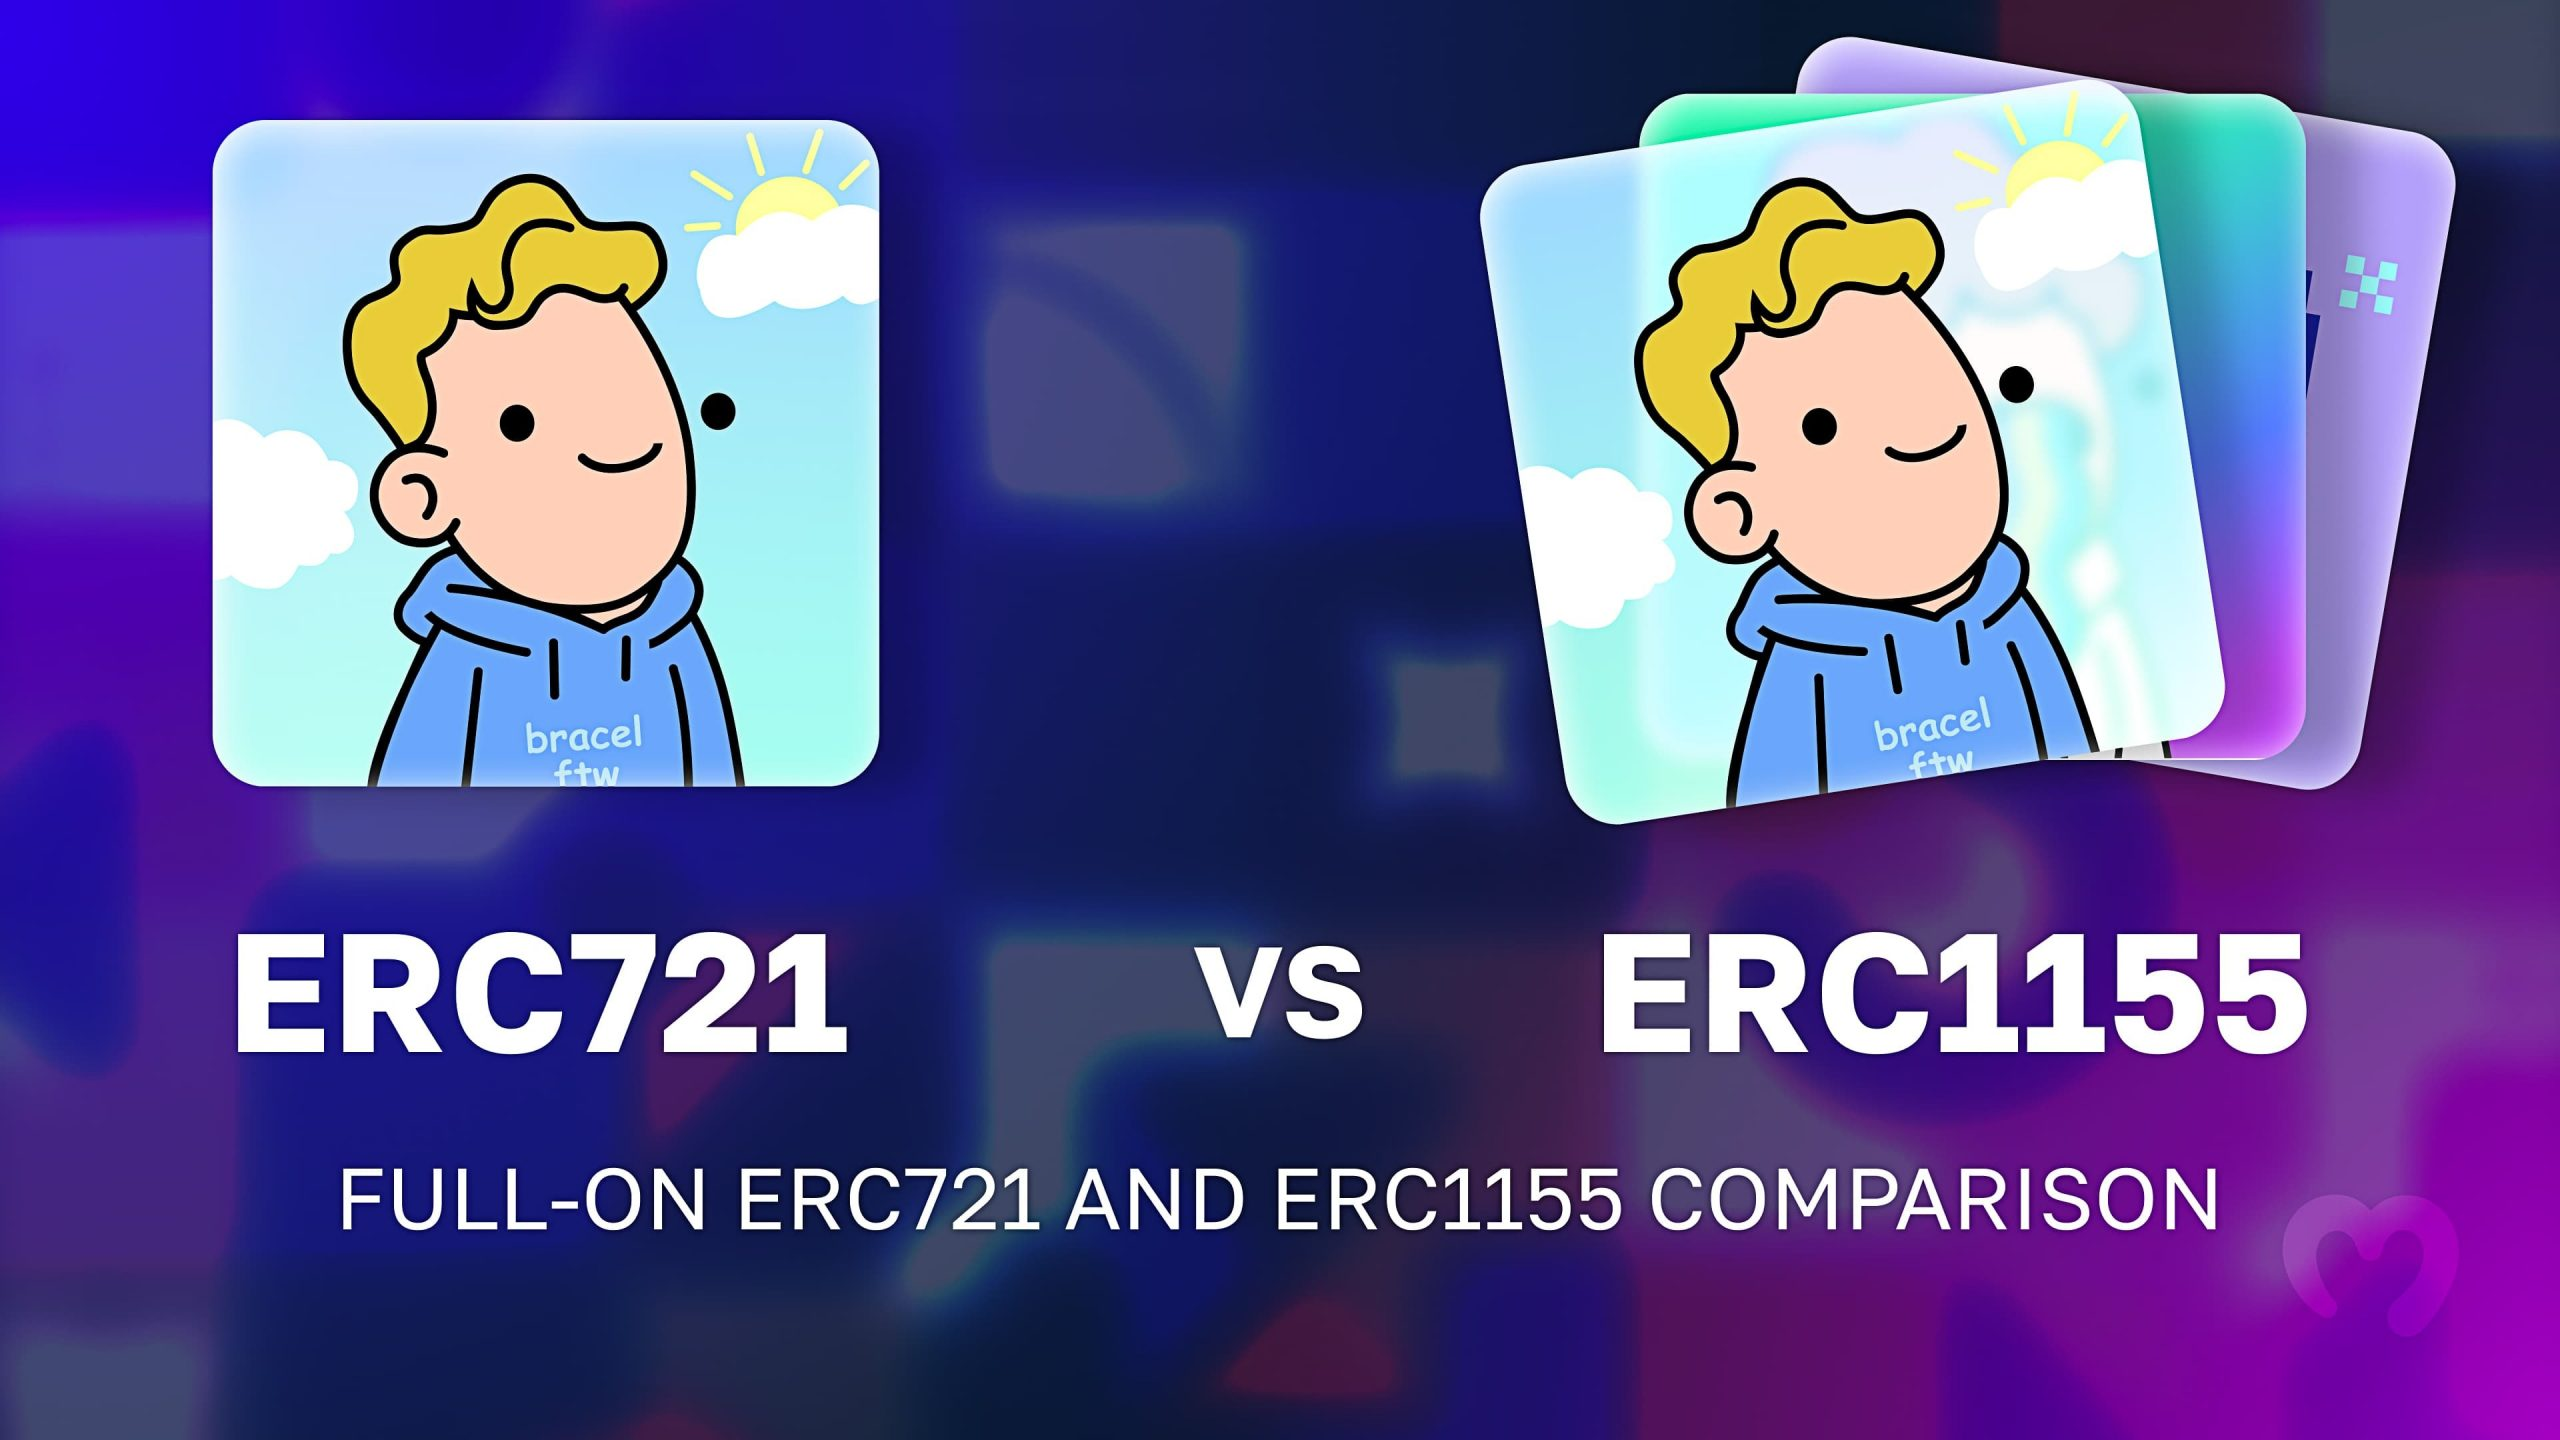 bracel
ftw
bracel
ftw
ERC721
VS
ERC1155
FULL-ON ERC721 AND ERC1155 COMPARISON